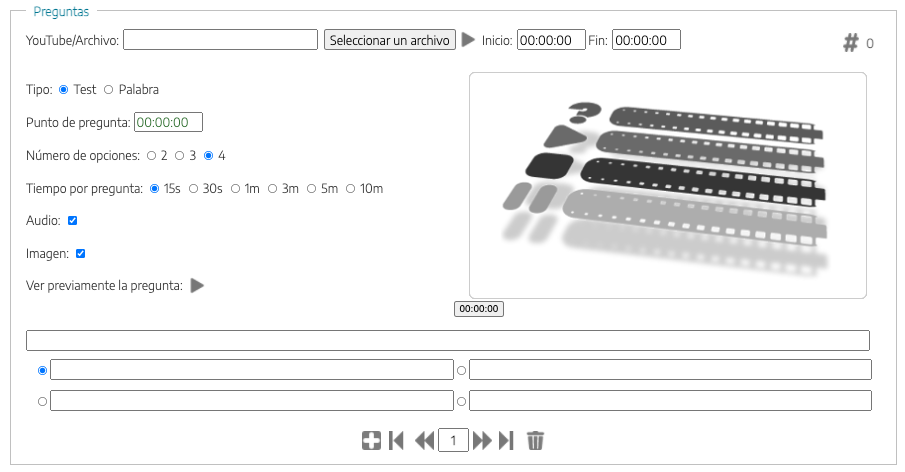 Preguntas
YouTube/Archivo: Seleccionar un archivo Inicio: 00:00:00 Fin: 00:00:00 # 0
Tipo: Test Palabra
Punto de pregunta: 00:00:00
Número de opciones: 2 3 4
Tiempo por pregunta: 15s 30s 1m 3m 5m 10m
Audio:
Imagen:
Ver previamente la pregunta:
?
00:00:00
1